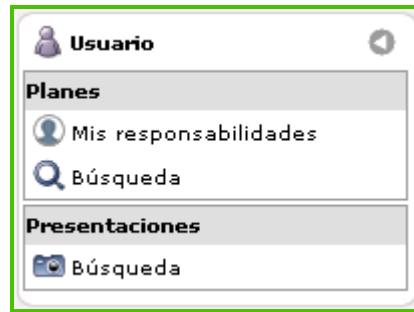 Usuario
Planes
Mis responsabilidades
Búsqueda
Presentaciones
Búsqueda